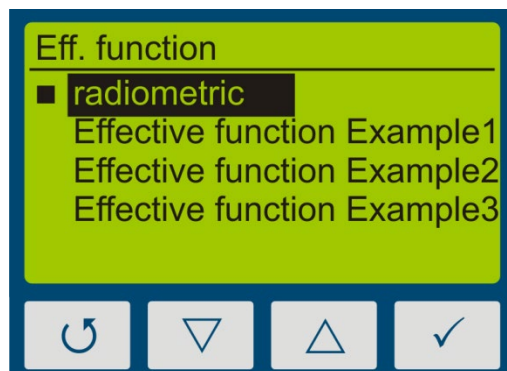 Eff. function
radiometric
Effective function Example1
Effective function Example2
Effective function Example3